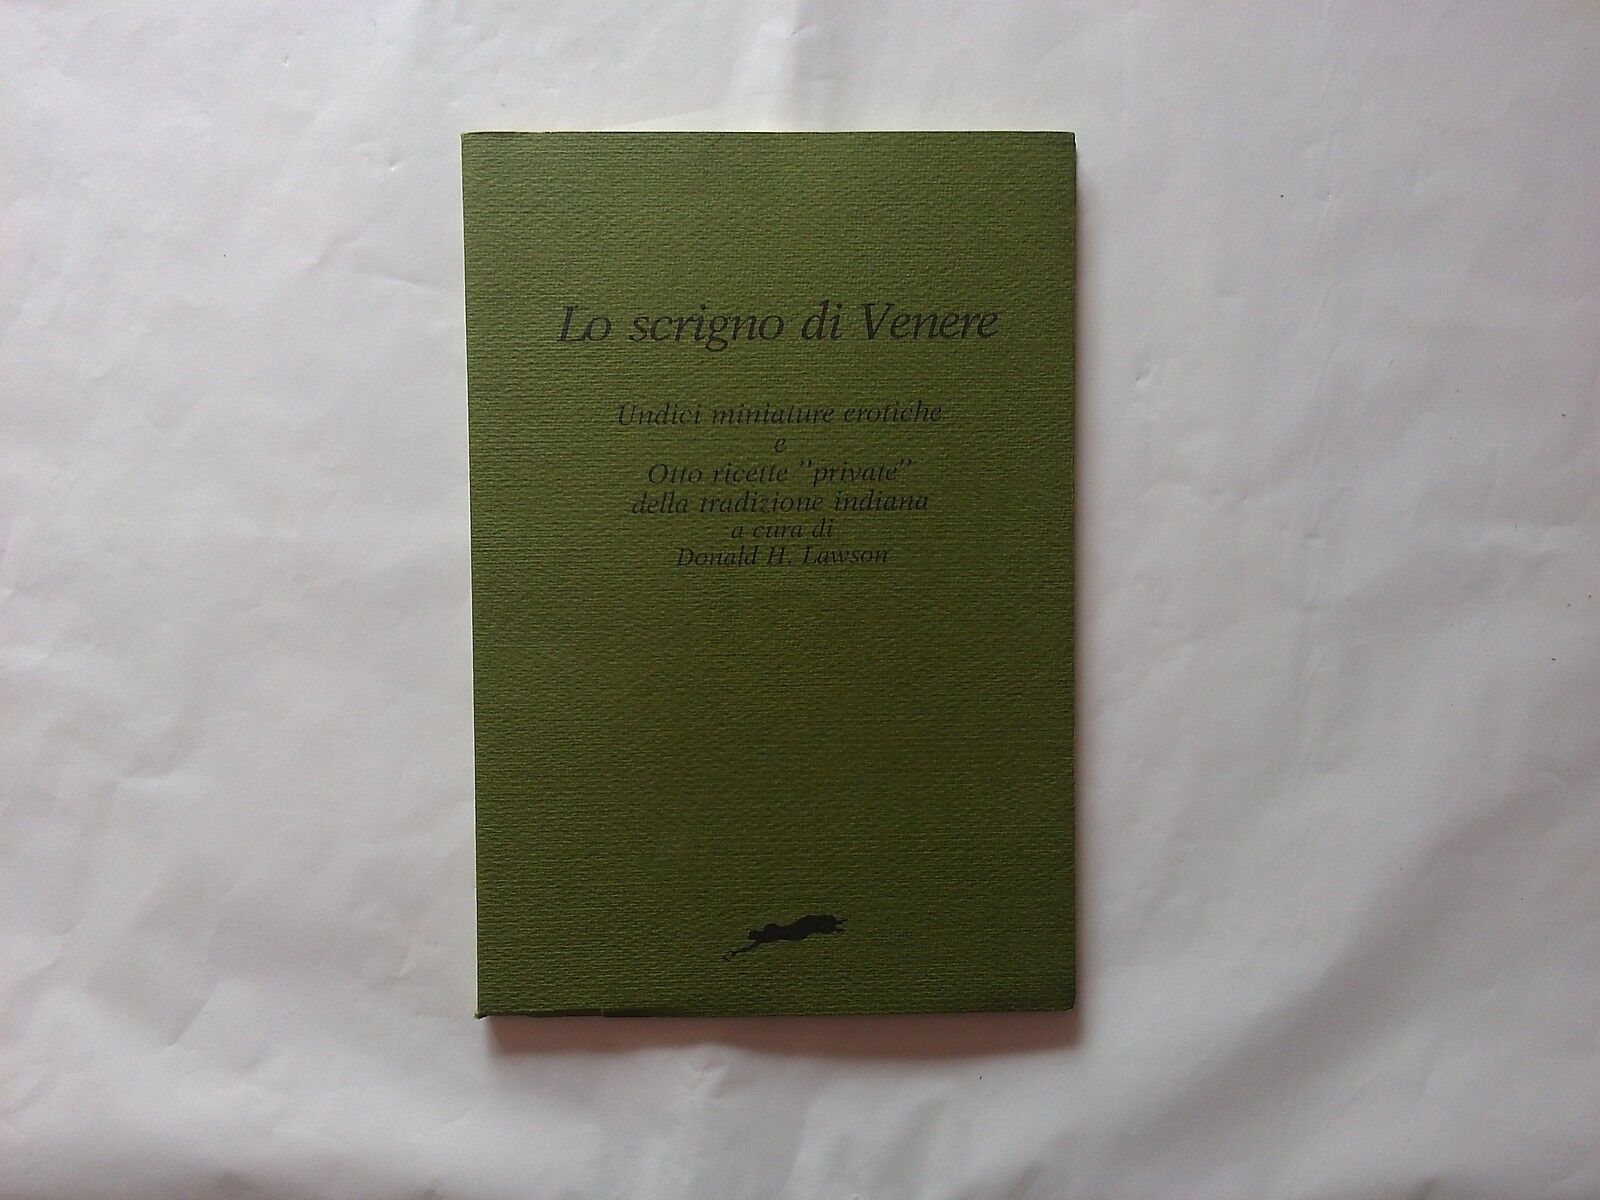 Lo scrigno di Venere
Undici miniature erotiche
e
Otto ricette "private"
della tradizione indiana
a cura di
Donald H. Lawson